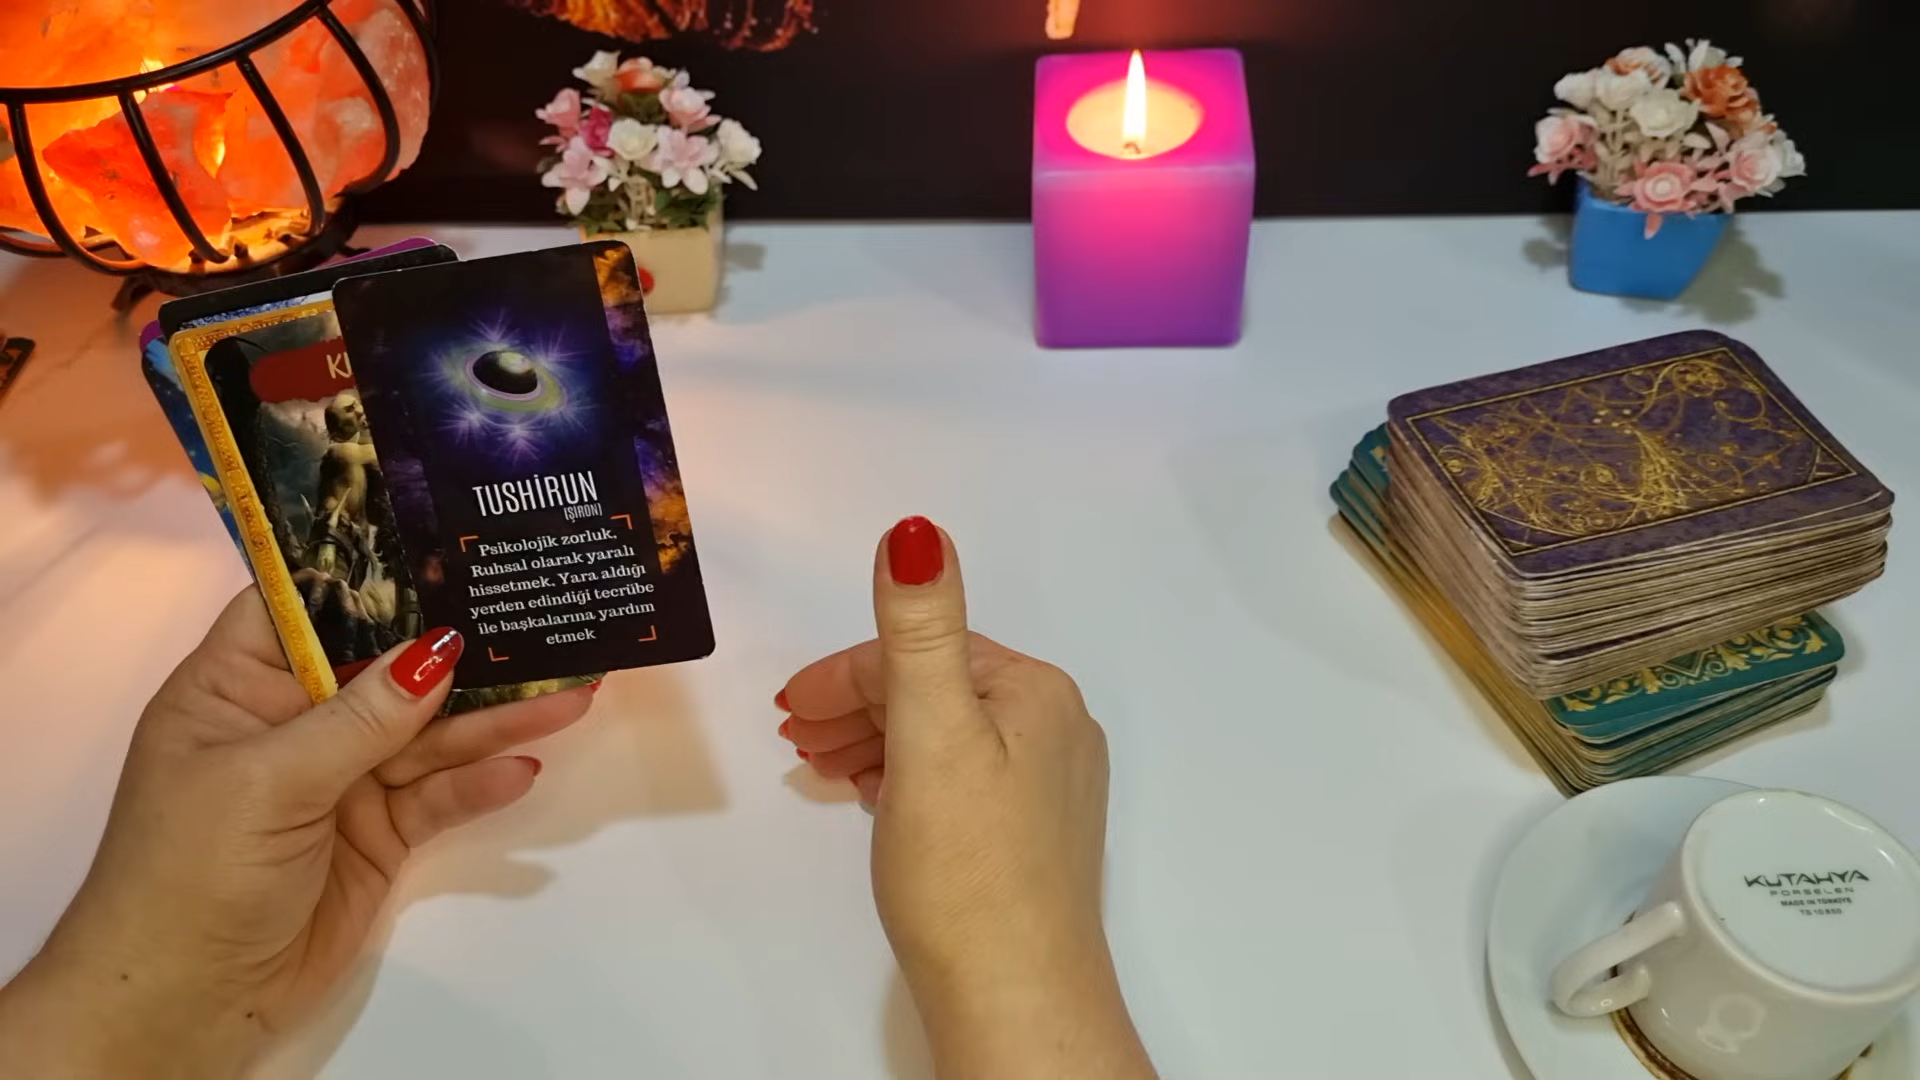 TUSHİRUN
(ŞİRON)
Psikolojik zorluk,
Ruhsal olarak yaralı
hissetmek, Yara aldığı
yerden edindiği tecrübe
ile başkalarına yardım
etmek
KUTAHYA
PORSELEN
MADE IN TÜRKİYE